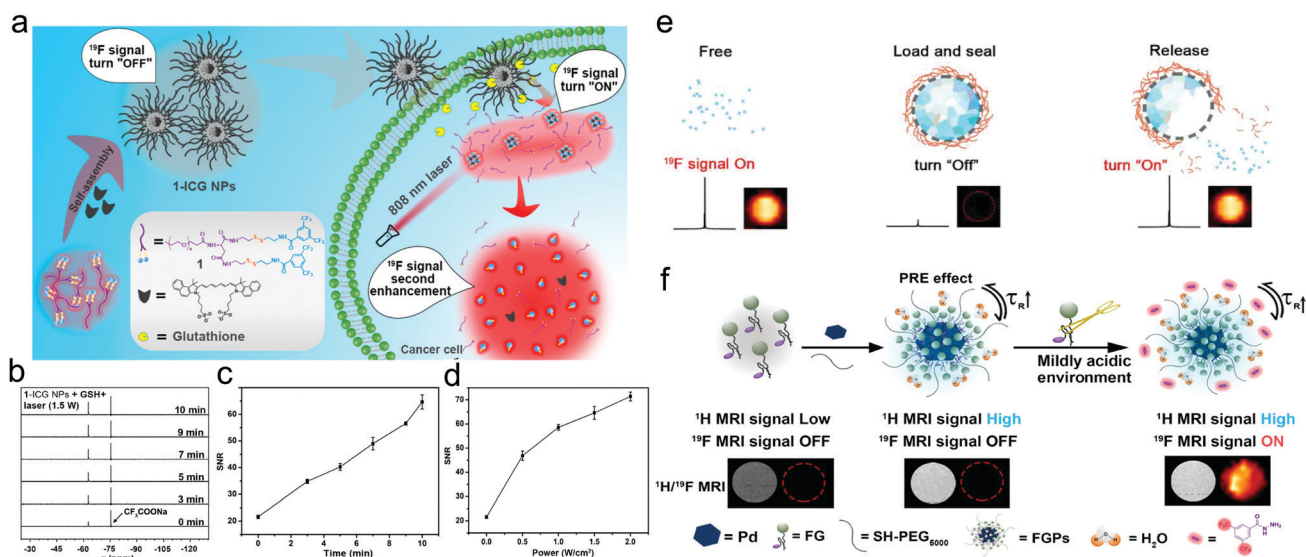 a
¹⁹F signal
turn "OFF"
¹⁹F signal
turn "ON"
1-ICG NPs
Self-assembly
808 nm laser
CF₃
O
N
H
S
S
1
CF₃
= Glutathione
¹⁹F signal
second
enhancement
Cancer cell
b
1-ICG NPs + GSH+
laser (1.5 W)
10 min
9 min
7 min
5 min
3 min
CF₃COONa
0 min
-30 -45 -60 -75 -90 -105 -120
c
SNR
60
50
40
30
20
0 2 4 6 8 10
Time (min)
d
SNR
70
60
50
40
30
20
0.0 0.5 1.0 1.5 2.0
Power (W/cm²)
e
Free
Load and seal
Release
¹⁹F signal On
turn "Off"
turn "On"
f
PRE effect
τR↑
τR↑
Mildly acidic
environment
¹H MRI signal Low
¹⁹F MRI signal OFF
¹H MRI signal High
¹⁹F MRI signal OFF
¹H MRI signal High
¹⁹F MRI signal ON
¹H/¹⁹F MRI
= Pd
= FG
= SH-PEG₅₀₀₀
= FGPs
= H₂O
=